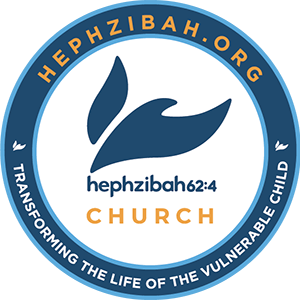 HEPHZIBAH.ORG
hephzibah62:4
CHURCH
TRANSFORMING THE LIFE OF THE VULNERABLE CHILD